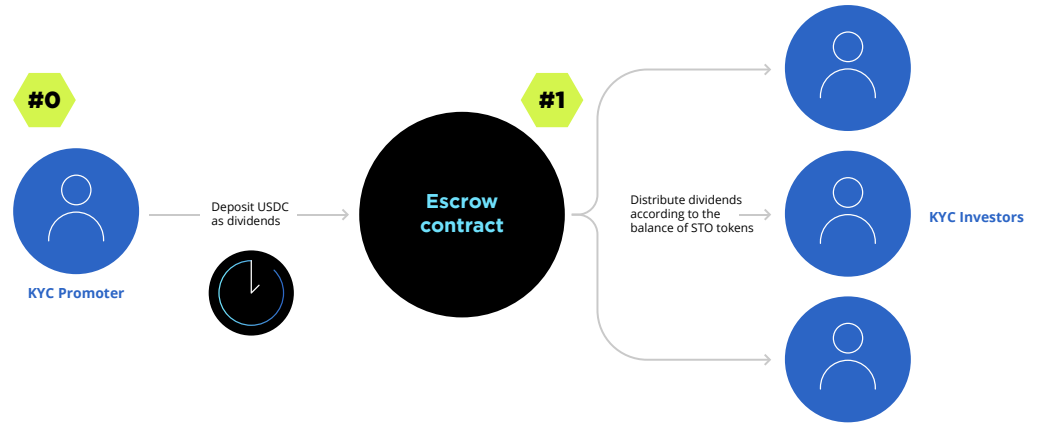 #0
KYC Promoter
Deposit USDC
as dividends
Escrow
contract
#1
Distribute dividends
according to the
balance of STO tokens
KYC Investors